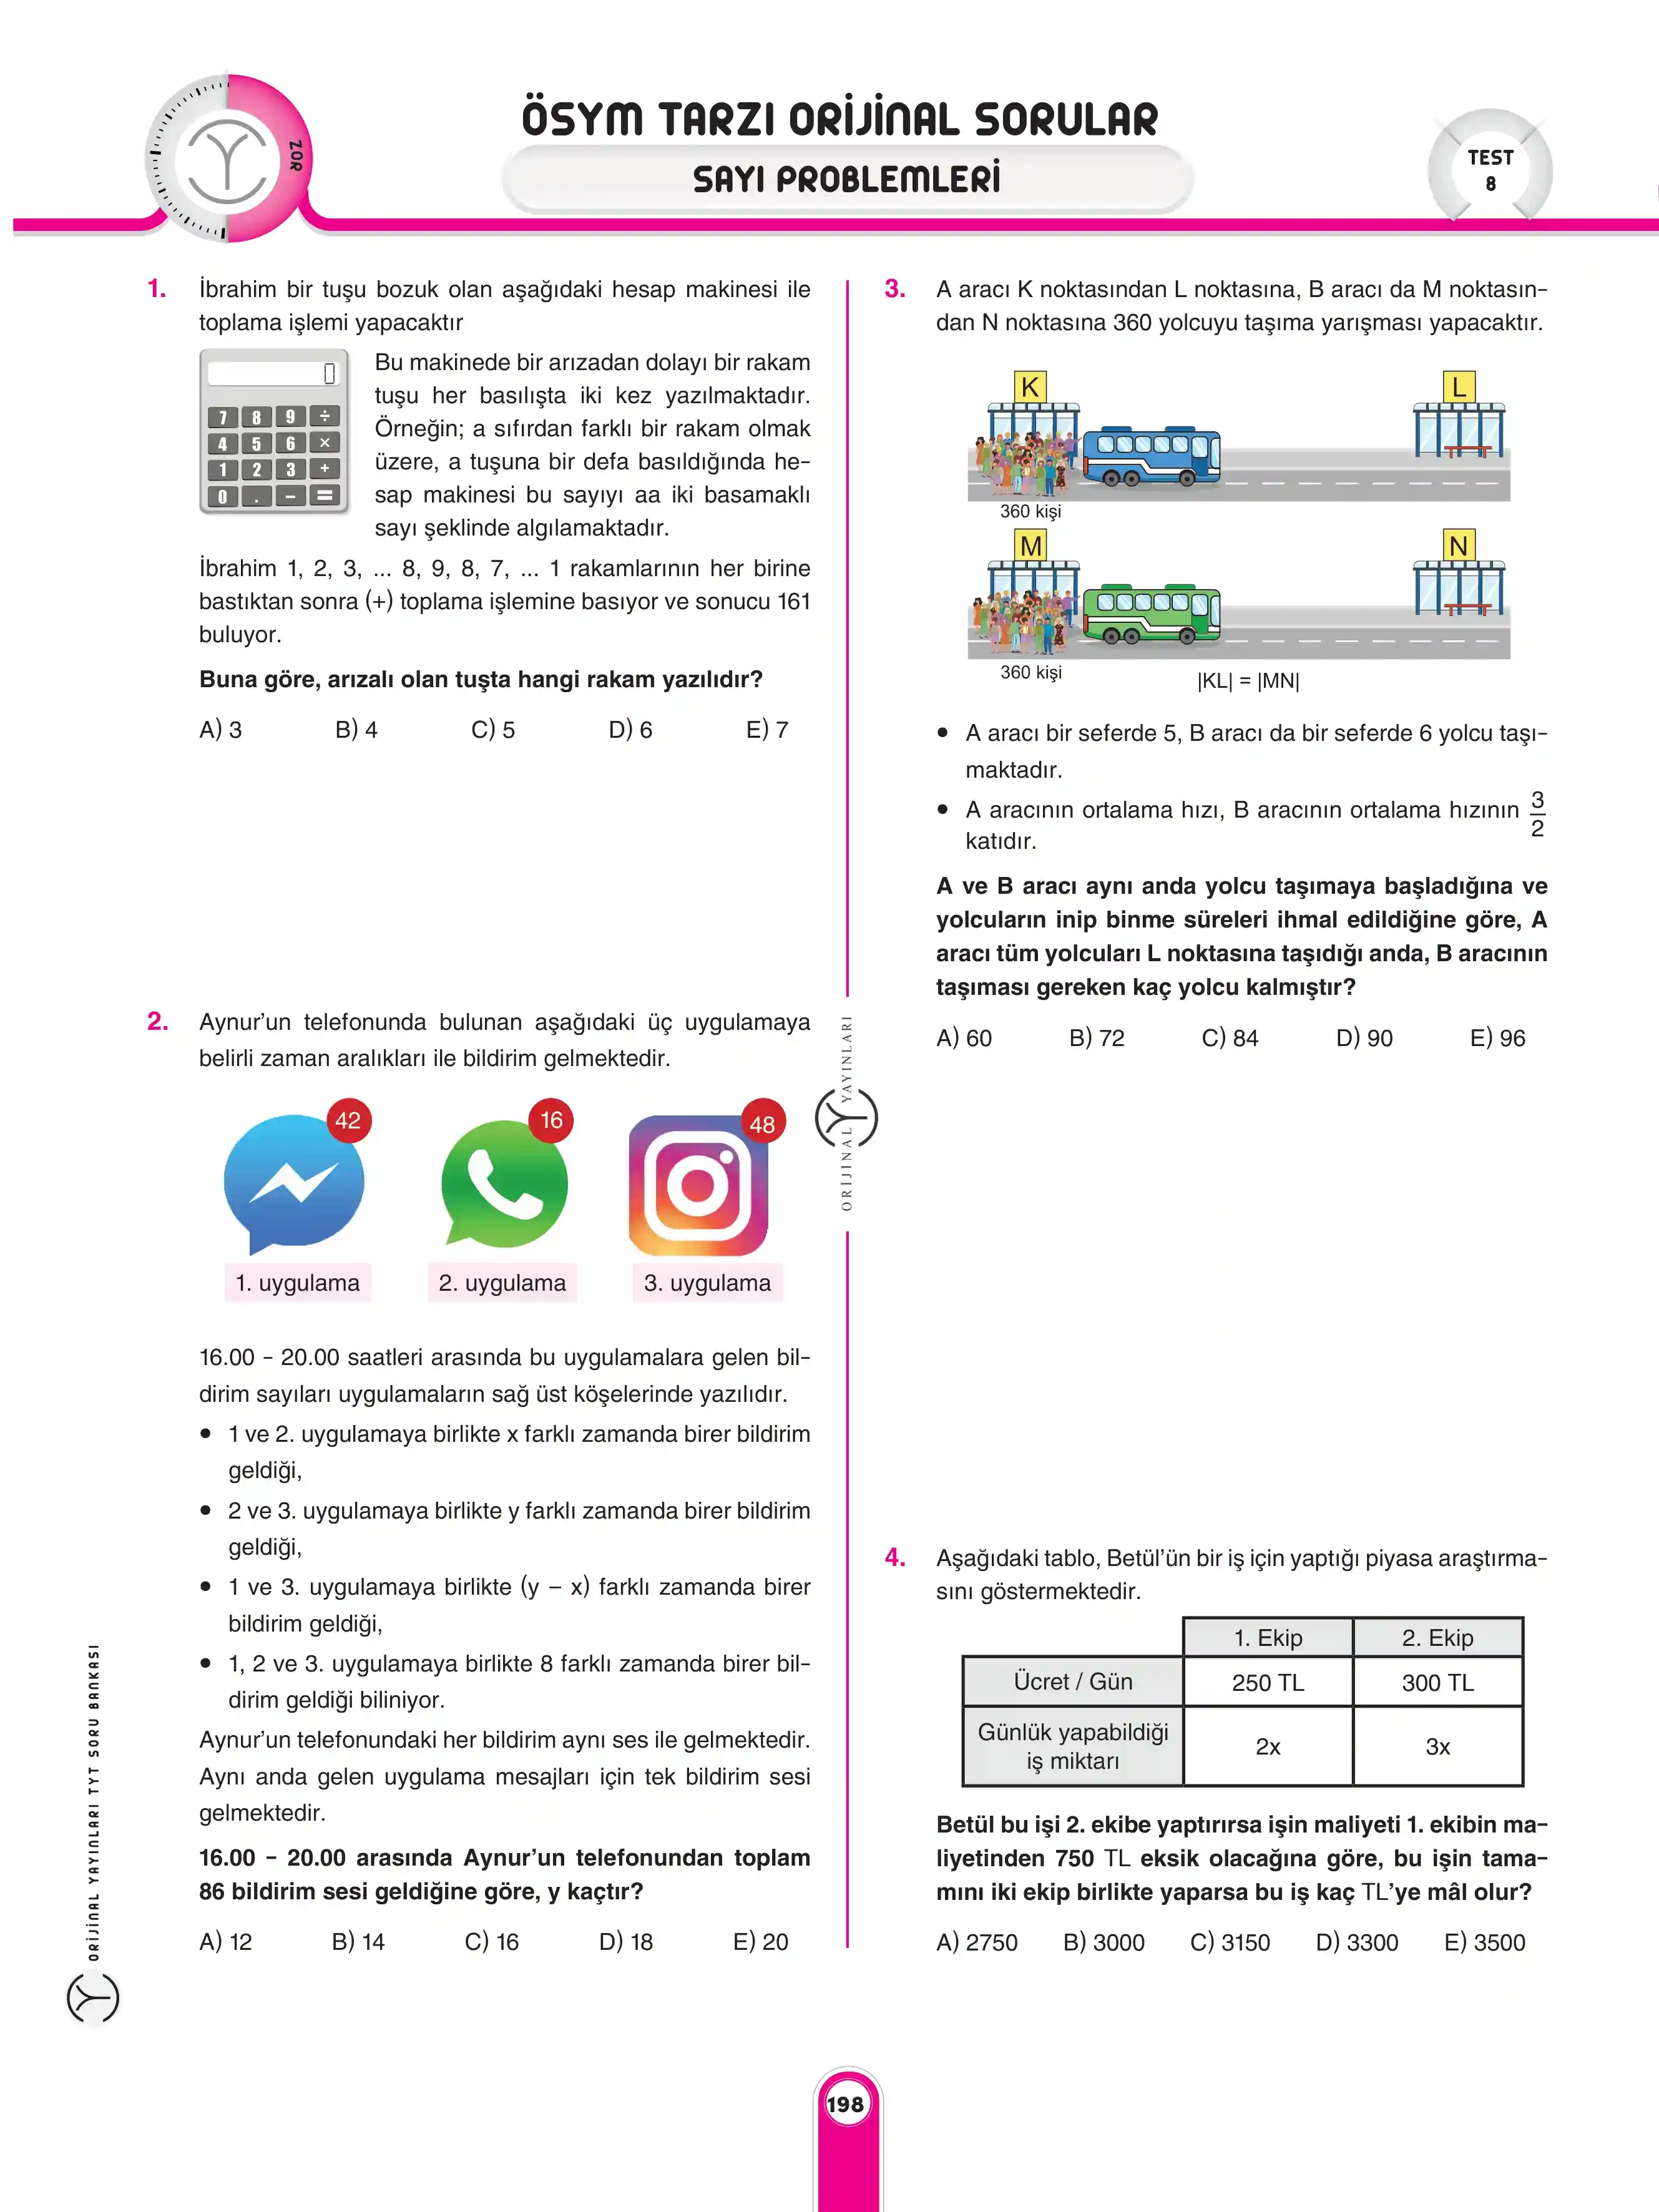 ZOR
ÖSYM TARZI ORİJİNAL SORULAR
SAYI PROBLEMLERİ
TEST
8
1. İbrahim bir tuşu bozuk olan aşağıdaki hesap makinesi ile
toplama işlemi yapacaktır
0
7 8 9 ÷
4 5 6 ×
1 2 3 +
0 . − =
Bu makinede bir arızadan dolayı bir rakam
tuşu her basılışta iki kez yazılmaktadır.
Örneğin; a sıfırdan farklı bir rakam olmak
üzere, a tuşuna bir defa basıldığında he-
sap makinesi bu sayıyı aa iki basamaklı
sayı şeklinde algılamaktadır.
İbrahim 1, 2, 3, ... 8, 9, 8, 7, ... 1 rakamlarının her birine
bastıktan sonra (+) toplama işlemine basıyor ve sonucu 161
buluyor.
Buna göre, arızalı olan tuşta hangi rakam yazılıdır?
A) 3 B) 4 C) 5 D) 6 E) 7
2. Aynur'un telefonunda bulunan aşağıdaki üç uygulamaya
belirli zaman aralıkları ile bildirim gelmektedir.
42 16 48
1. uygulama 2. uygulama 3. uygulama
16.00 - 20.00 saatleri arasında bu uygulamalara gelen bil-
dirim sayıları uygulamaların sağ üst köşelerinde yazılıdır.
• 1 ve 2. uygulamaya birlikte x farklı zamanda birer bildirim
geldiği,
• 2 ve 3. uygulamaya birlikte y farklı zamanda birer bildirim
geldiği,
• 1 ve 3. uygulamaya birlikte (y − x) farklı zamanda birer
bildirim geldiği,
• 1, 2 ve 3. uygulamaya birlikte 8 farklı zamanda birer bil-
dirim geldiği biliniyor.
Aynur'un telefonundaki her bildirim aynı ses ile gelmektedir.
Aynı anda gelen uygulama mesajları için tek bildirim sesi
gelmektedir.
16.00 - 20.00 arasında Aynur'un telefonundan toplam
86 bildirim sesi geldiğine göre, y kaçtır?
A) 12 B) 14 C) 16 D) 18 E) 20
ORİJİNAL YAYINLARI
3. A aracı K noktasından L noktasına, B aracı da M noktasın-
dan N noktasına 360 yolcuyu taşıma yarışması yapacaktır.
K L
360 kişi
M N
360 kişi
|KL| = |MN|
• A aracı bir seferde 5, B aracı da bir seferde 6 yolcu taşı-
maktadır.
• A aracının ortalama hızı, B aracının ortalama hızının 3/2
katıdır.
A ve B aracı aynı anda yolcu taşımaya başladığına ve
yolcuların inip binme süreleri ihmal edildiğine göre, A
aracı tüm yolcuları L noktasına taşıdığı anda, B aracının
taşıması gereken kaç yolcu kalmıştır?
A) 60 B) 72 C) 84 D) 90 E) 96
4. Aşağıdaki tablo, Betül'ün bir iş için yaptığı piyasa araştırma-
sını göstermektedir.
1. Ekip 2. Ekip
Ücret / Gün 250 TL 300 TL
Günlük yapabildiği
iş miktarı 2x 3x
Betül bu işi 2. ekibe yaptırırsa işin maliyeti 1. ekibin ma-
liyetinden 750 TL eksik olacağına göre, bu işin tama-
mını iki ekip birlikte yaparsa bu iş kaç TL'ye mâl olur?
A) 2750 B) 3000 C) 3150 D) 3300 E) 3500
ORİJİNAL YAYINLARI TYT SORU BANKASI
198